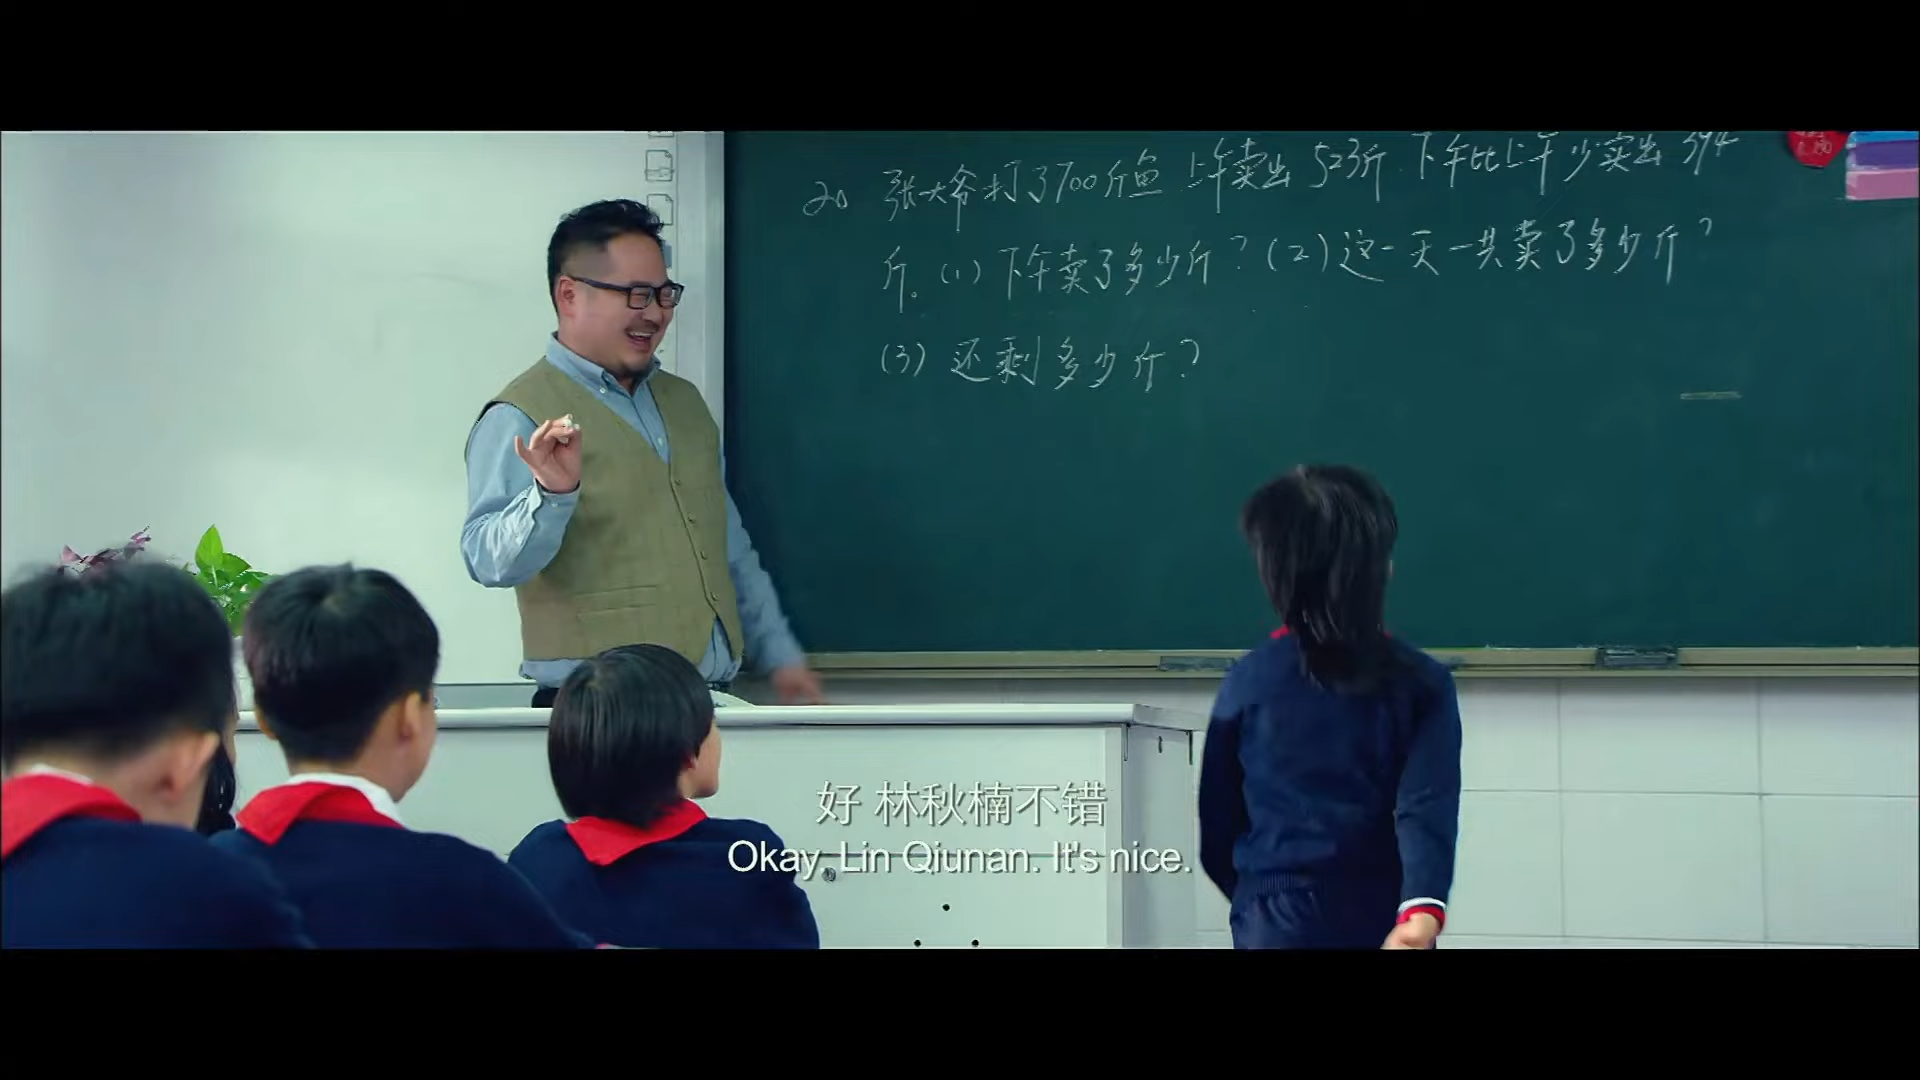 20 张大爷打了700斤鱼 上午卖出523斤 下午比上午少卖出394
斤。(1)下午卖了多少斤?(2)这一天一共卖了多少斤?
(3)还剩多少斤?
好 林秋楠不错
Okay, Lin Qiunan. It's nice.